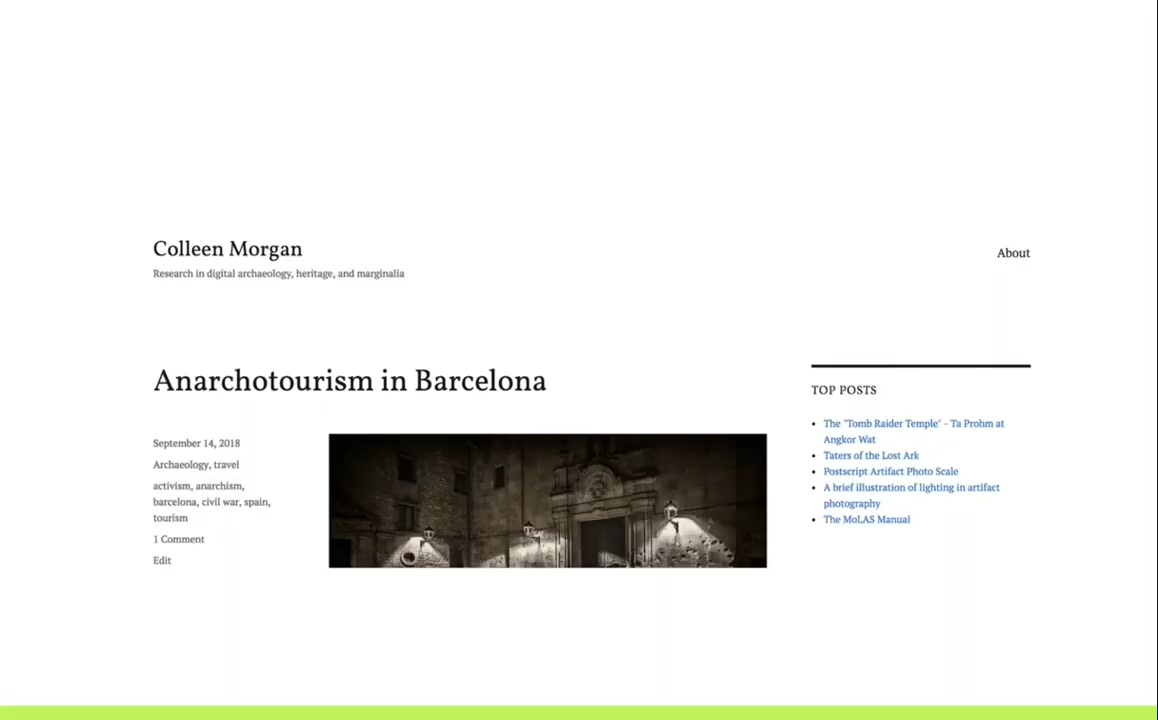 Colleen Morgan
Research in digital archaeology, heritage, and marginalia
About
Anarchotourism in Barcelona
September 14, 2018
Archaeology, travel
activism, anarchism,
barcelona, civil war, spain,
tourism
1 Comment
Edit
TOP POSTS
The "Tomb Raider Temple" - Ta Prohm at
Angkor Wat
Taters of the Lost Ark
Postscript Artifact Photo Scale
A brief illustration of lighting in artifact
photography
The MoLAS Manual